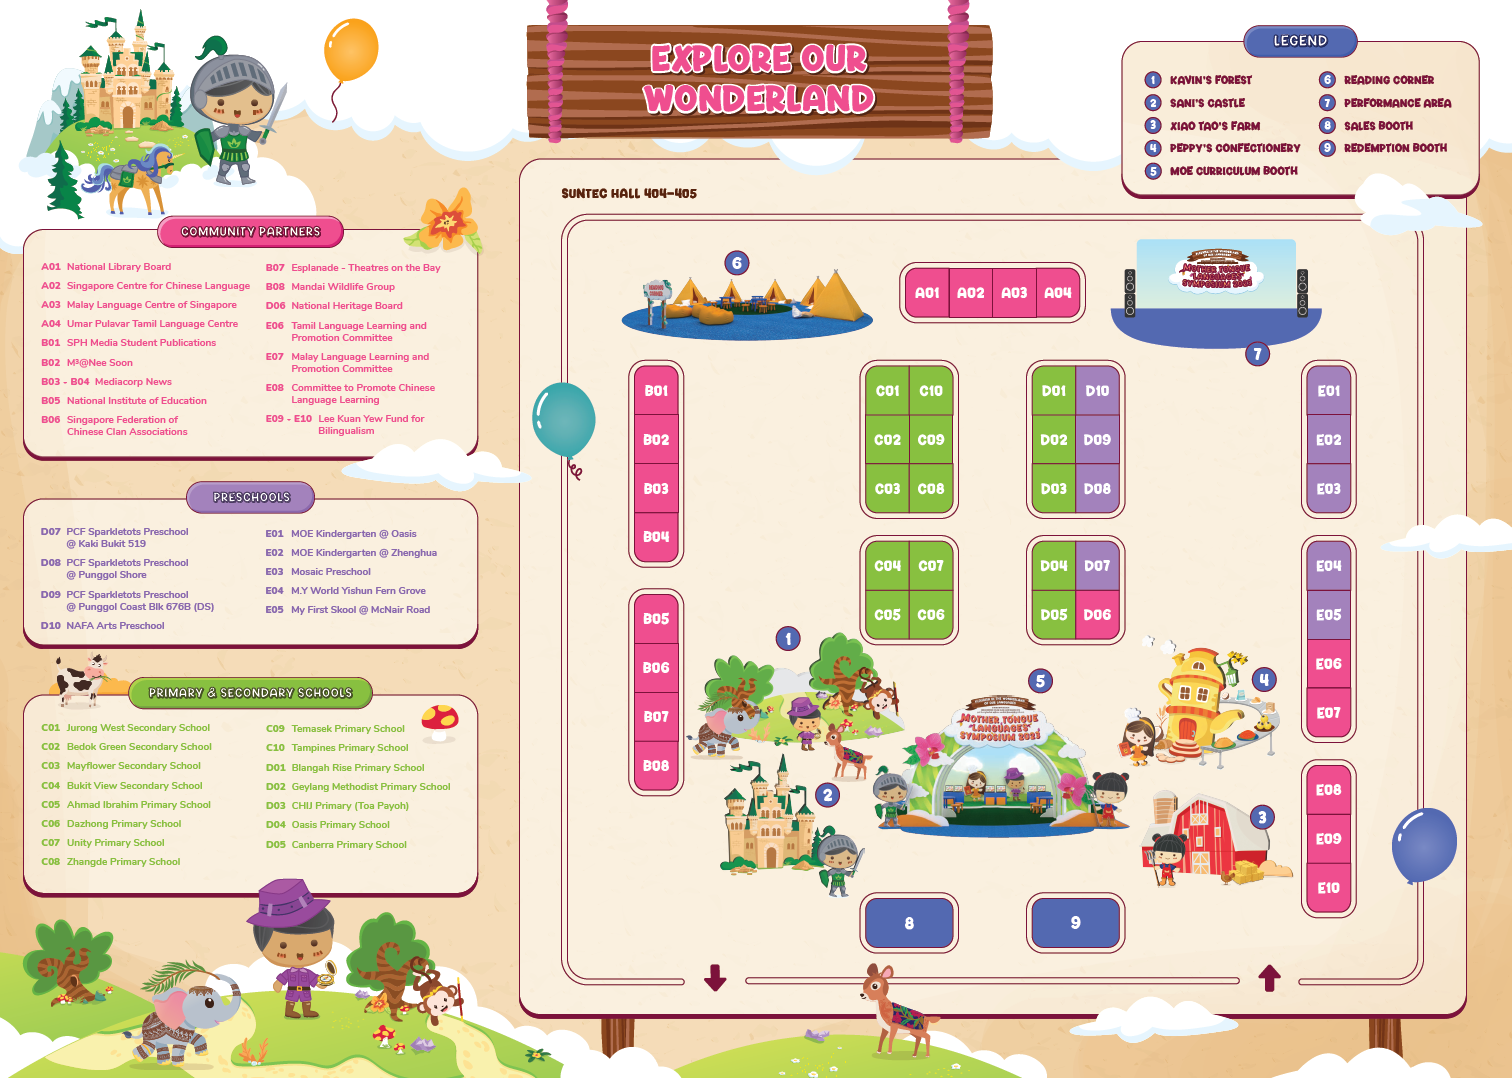 EXPLORE OUR
WONDERLAND
LEGEND
1 KAVIN'S FOREST
2 SANI'S CASTLE
3 XIAO TAO'S FARM
4 PEPPY'S CONFECTIONERY
5 MOE CURRICULUM BOOTH
6 READING CORNER
7 PERFORMANCE AREA
8 SALES BOOTH
9 REDEMPTION BOOTH
COMMUNITY PARTNERS
A01 National Library Board
A02 Singapore Centre for Chinese Language
A03 Malay Language Centre of Singapore
A04 Umar Pulavar Tamil Language Centre
B01 SPH Media Student Publications
B02 M³@Nee Soon
B03 - B04 Mediacorp News
B05 National Institute of Education
B06 Singapore Federation of
Chinese Clan Associations
B07 Esplanade - Theatres on the Bay
B08 Mandai Wildlife Group
D06 National Heritage Board
E06 Tamil Language Learning and
Promotion Committee
E07 Malay Language Learning and
Promotion Committee
E08 Committee to Promote Chinese
Language Learning
E09 - E10 Lee Kuan Yew Fund for
Bilingualism
PRESCHOOLS
D07 PCF Sparkletots Preschool
@ Kaki Bukit 519
D08 PCF Sparkletots Preschool
@ Punggol Shore
D09 PCF Sparkletots Preschool
@ Punggol Coast Blk 676B (DS)
D10 NAFA Arts Preschool
E01 MOE Kindergarten @ Oasis
E02 MOE Kindergarten @ Zhenghua
E03 Mosaic Preschool
E04 M.Y World Yishun Fern Grove
E05 My First Skool @ McNair Road
PRIMARY & SECONDARY SCHOOLS
C01 Jurong West Secondary School
C02 Bedok Green Secondary School
C03 Mayflower Secondary School
C04 Bukit View Secondary School
C05 Ahmad Ibrahim Primary School
C06 Dazhong Primary School
C07 Unity Primary School
C08 Zhangde Primary School
C09 Temasek Primary School
C10 Tampines Primary School
D01 Blangah Rise Primary School
D02 Geylang Methodist Primary School
D03 CHIJ Primary (Toa Payoh)
D04 Oasis Primary School
D05 Canberra Primary School
SUNTEC HALL 404-405
6
READING
CORNER
A01 A02 A03 A04
MOTHER TONGUE
LANGUAGES
SYMPOSIUM 2025
7
B01
B02
B03
B04
B05
B06
B07
B08
C01 C10
C02 C09
C03 C08
C04 C07
C05 C06
D01 D10
D02 D09
D03 D08
D04 D07
D05 D06
E01
E02
E03
E04
E05
E06
E07
E08
E09
E10
1
2
5
MOTHER TONGUE
LANGUAGES
SYMPOSIUM 2025
4
3
8
9